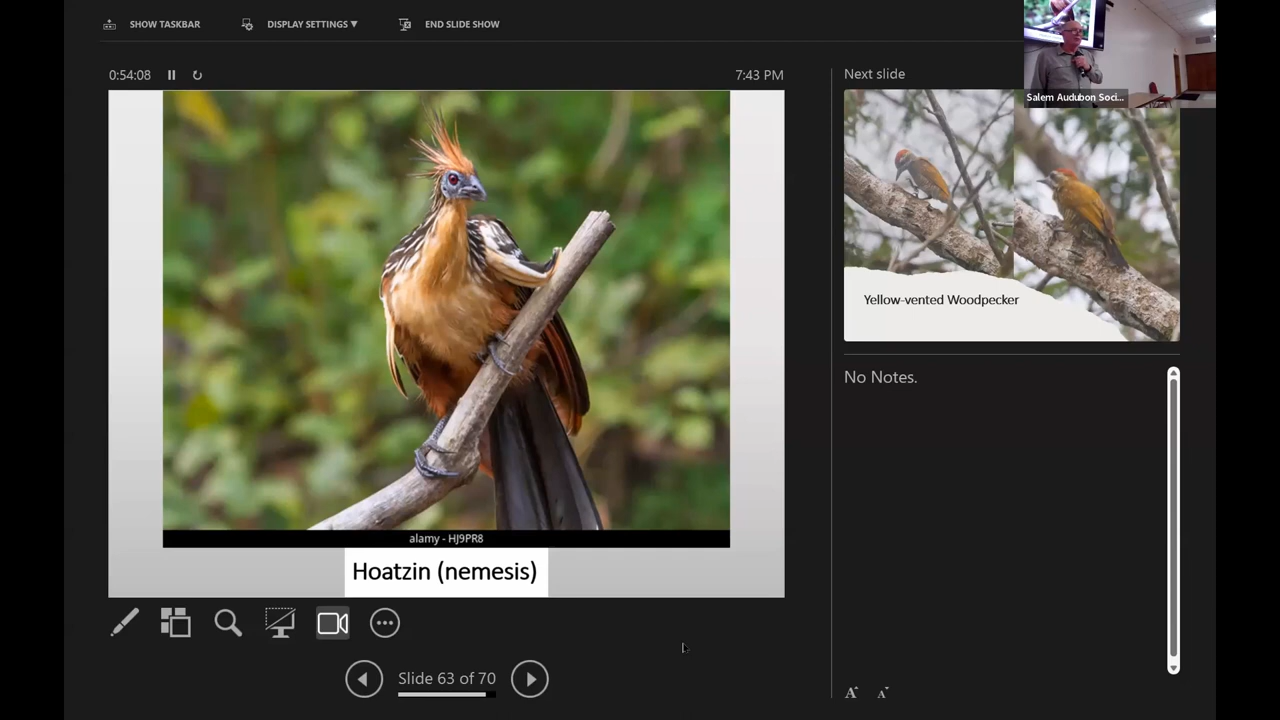 SHOW TASKBAR
DISPLAY SETTINGS ▼
END SLIDE SHOW
0:54:08
7:43 PM
Next slide
Salem Audubon Soci...
Yellow-vented Woodpecker
No Notes.
alamy - HJ9PR8
Hoatzin (nemesis)
Slide 63 of 70
A A